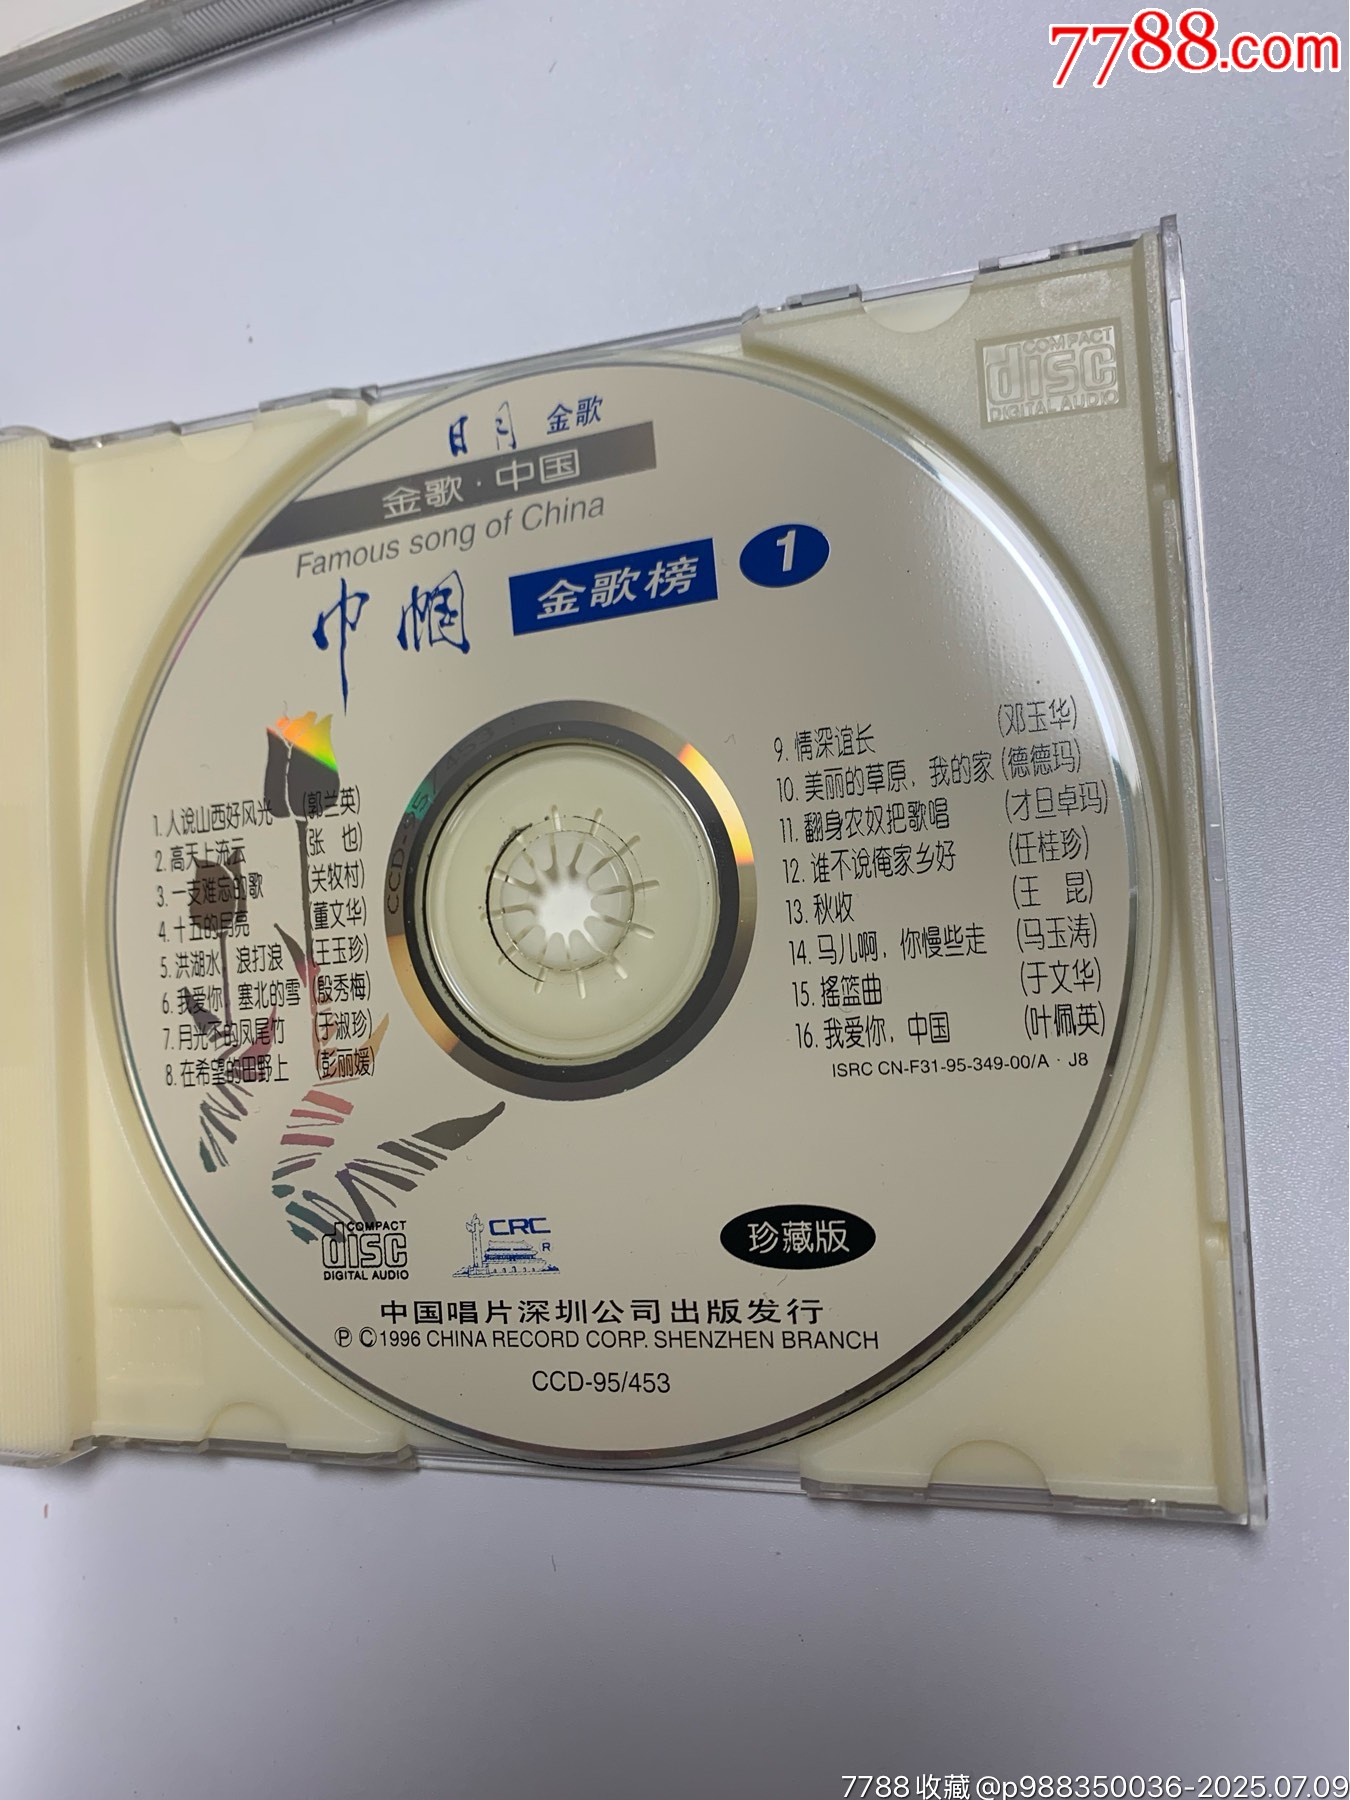 7788.com
COMPACT
disc
DIGITAL AUDIO
日月 金歌
金歌·中国
Famous song of China
巾帼 金歌榜 1
CCD-95/453
1.人说山西好风光 (郭兰英)
2.高天上流云 (张 也)
3.一支难忘的歌 (关牧村)
4.十五的月亮 (董文华)
5.洪湖水，浪打浪 (王玉珍)
6.我爱你，塞北的雪 (殷秀梅)
7.月光下的凤尾竹 (于淑珍)
8.在希望的田野上 (彭丽媛)
9.情深谊长 (邓玉华)
10.美丽的草原，我的家 (德德玛)
11.翻身农奴把歌唱 (才旦卓玛)
12.谁不说俺家乡好 (任桂珍)
13.秋收 (王 昆)
14.马儿啊，你慢些走 (马玉涛)
15.摇篮曲 (于文华)
16.我爱你，中国 (叶佩英)
ISRC CN-F31-95-349-00/A·J8
COMPACT
disc
DIGITAL AUDIO
CRC
R
珍藏版
中国唱片深圳公司出版发行
Ⓟ ©1996 CHINA RECORD CORP. SHENZHEN BRANCH
CCD-95/453
7788收藏@p988350036-2025.07.09